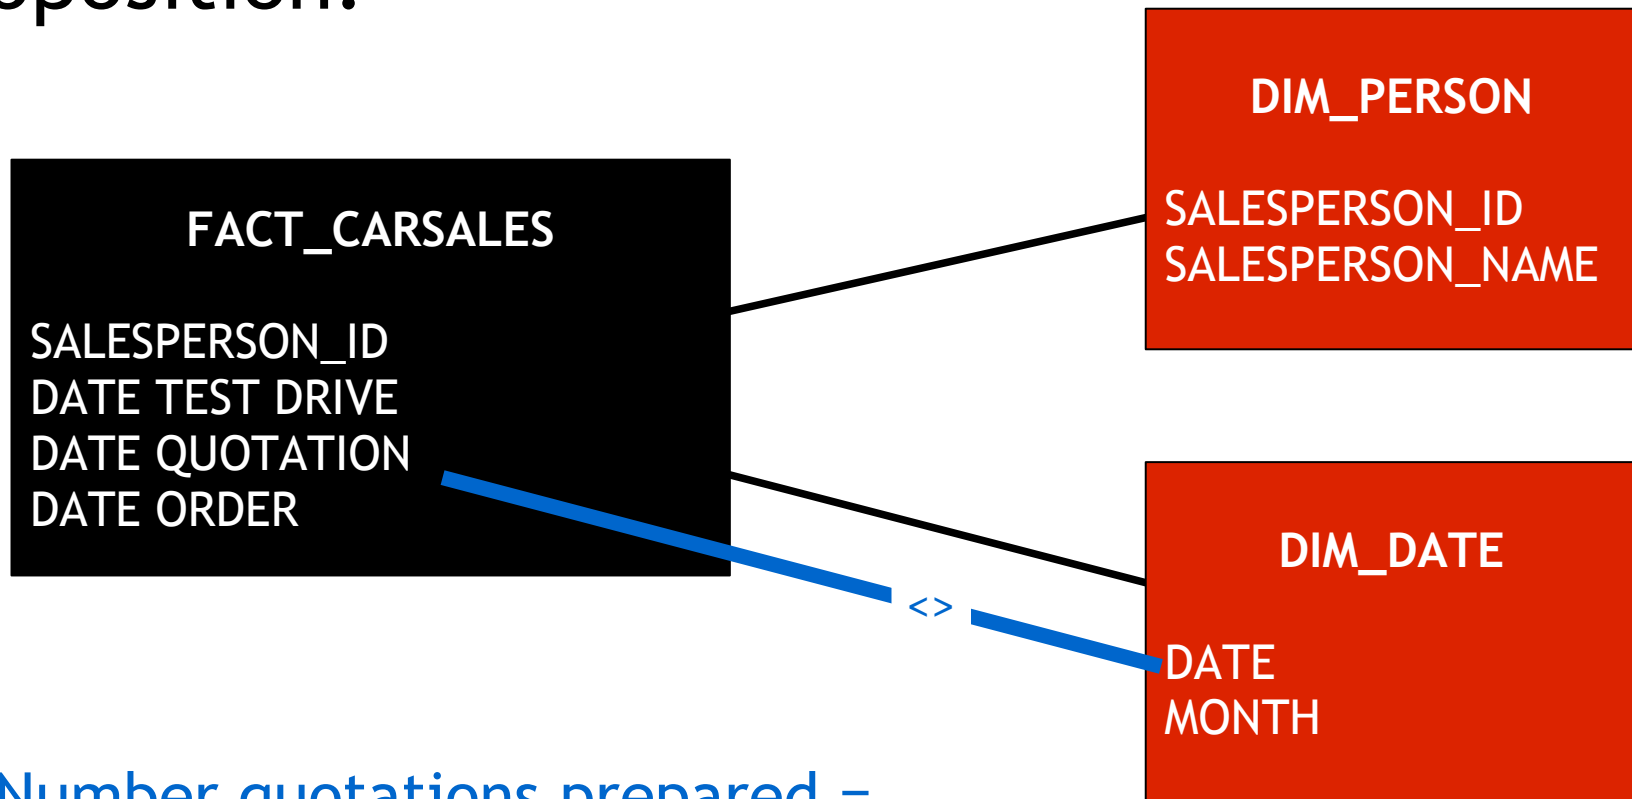 FACT_CARSALES
SALESPERSON_ID
DATE TEST DRIVE
DATE QUOTATION
DATE ORDER
DIM_PERSON
SALESPERSON_ID
SALESPERSON_NAME
<>
DIM_DATE
DATE
MONTH
Number quotations prepared =